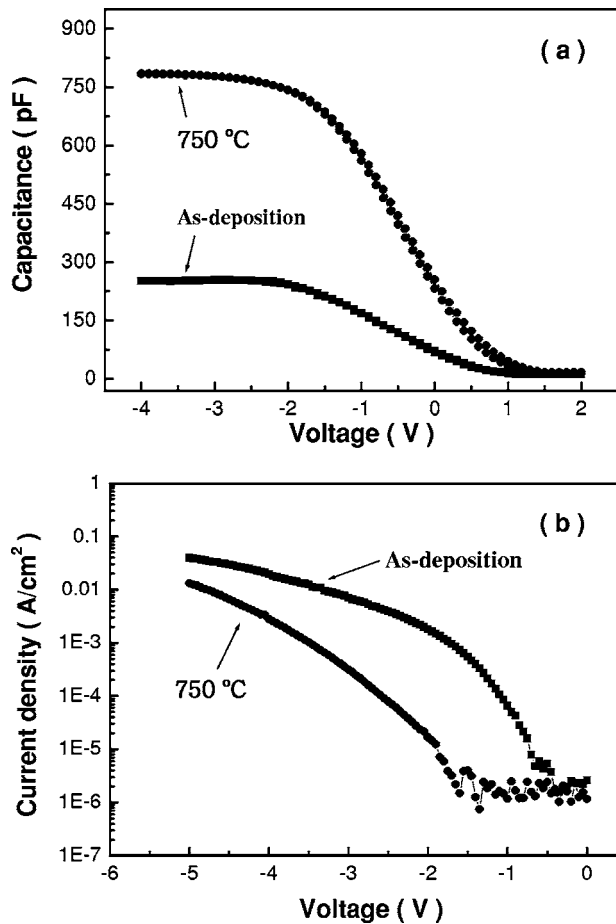 ( a )
Capacitance ( pF )
900
750
600
450
300
150
0
750 ºC
As-deposition
-4 -3 -2 -1 0 1 2
Voltage ( V )
( b )
Current density ( A/cm²)
1
0.1
0.01
1E-3
1E-4
1E-5
1E-6
1E-7
As-deposition
750 ºC
-6 -5 -4 -3 -2 -1 0
Voltage ( V )